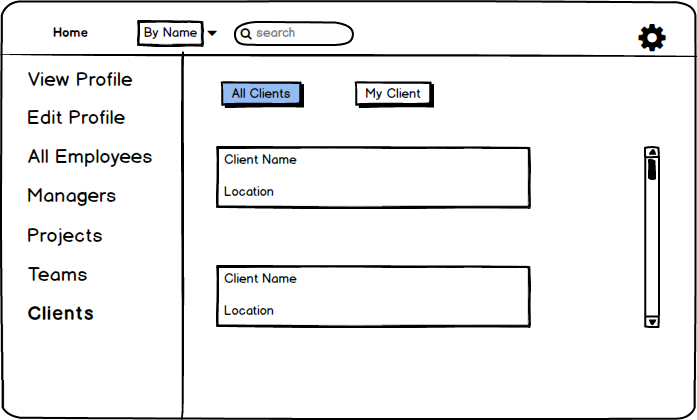 Home
By Name
search
View Profile
Edit Profile
All Employees
Managers
Projects
Teams
Clients
All Clients
My Client
Client Name
Location
Client Name
Location